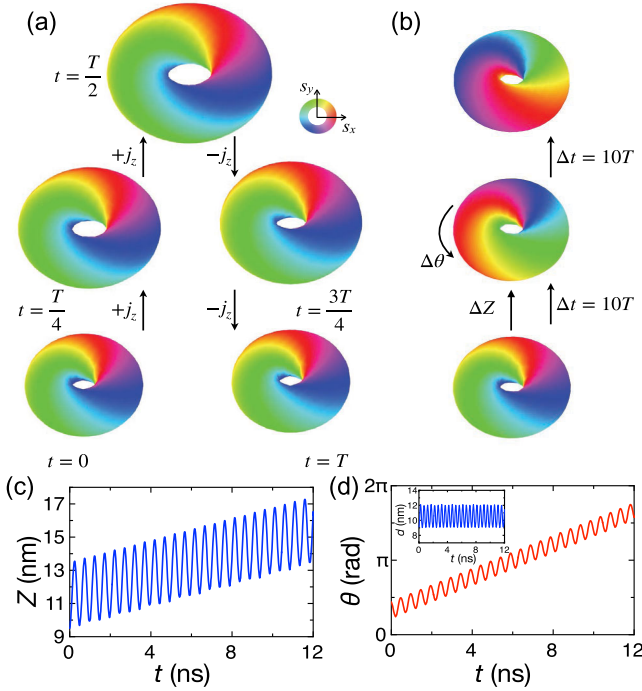 (a)
(b)
t = T/2
s_y
s_x
+j_z
−j_z
Δt = 10T
Δθ
t = T/4
+j_z
−j_z
t = 3T/4
ΔZ
Δt = 10T
t = 0
t = T
(c)
17
15
13
11
9
Z (nm)
0
4
8
12
t (ns)
(d)
2π
π
0
θ (rad)
14
12
10
8
d (nm)
0
4
8
12
t (ns)
0
4
8
12
t (ns)